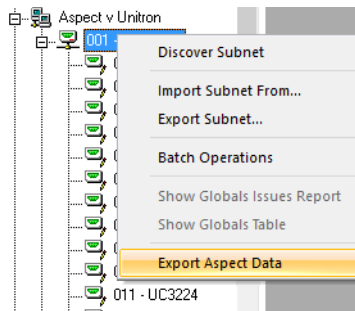 Aspect v Unitron
001 -
Discover Subnet
Import Subnet From...
Export Subnet...
Batch Operations
Show Globals Issues Report
Show Globals Table
Export Aspect Data
011 - UC3224